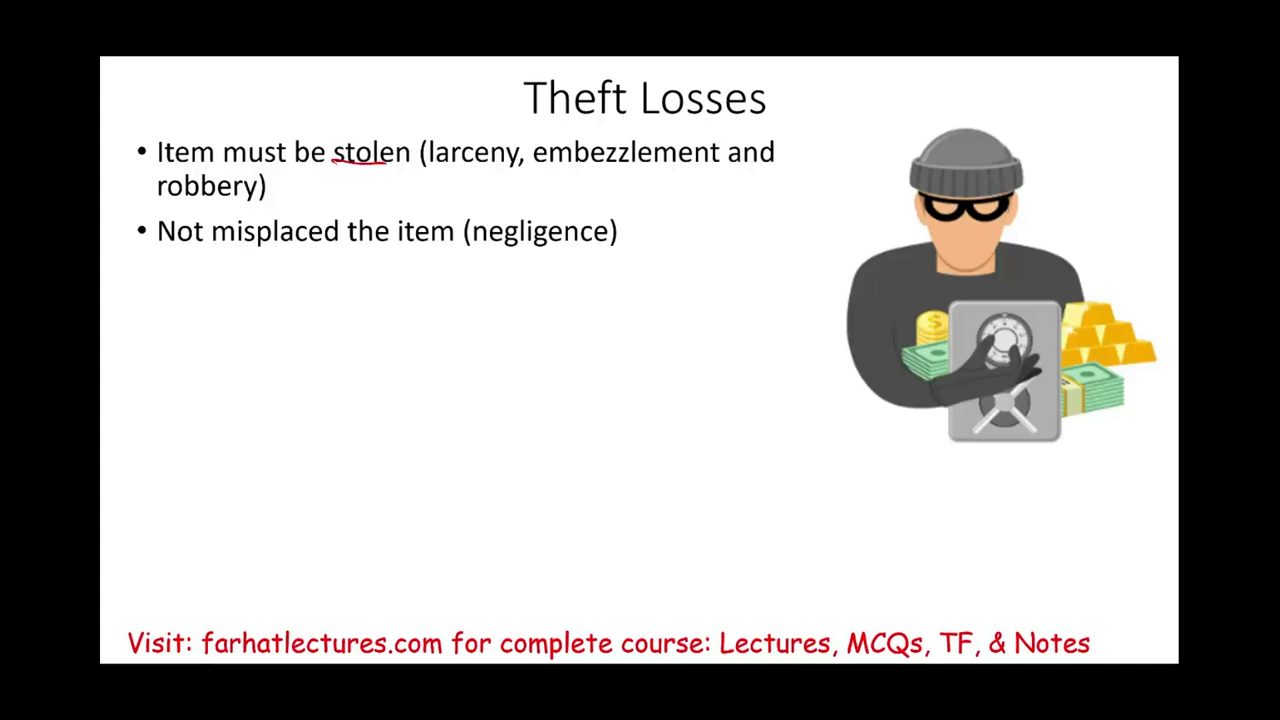 Theft Losses
• Item must be stolen (larceny, embezzlement and
robbery)
• Not misplaced the item (negligence)
$
Visit: farhatlectures.com for complete course: Lectures, MCQs, TF, & Notes